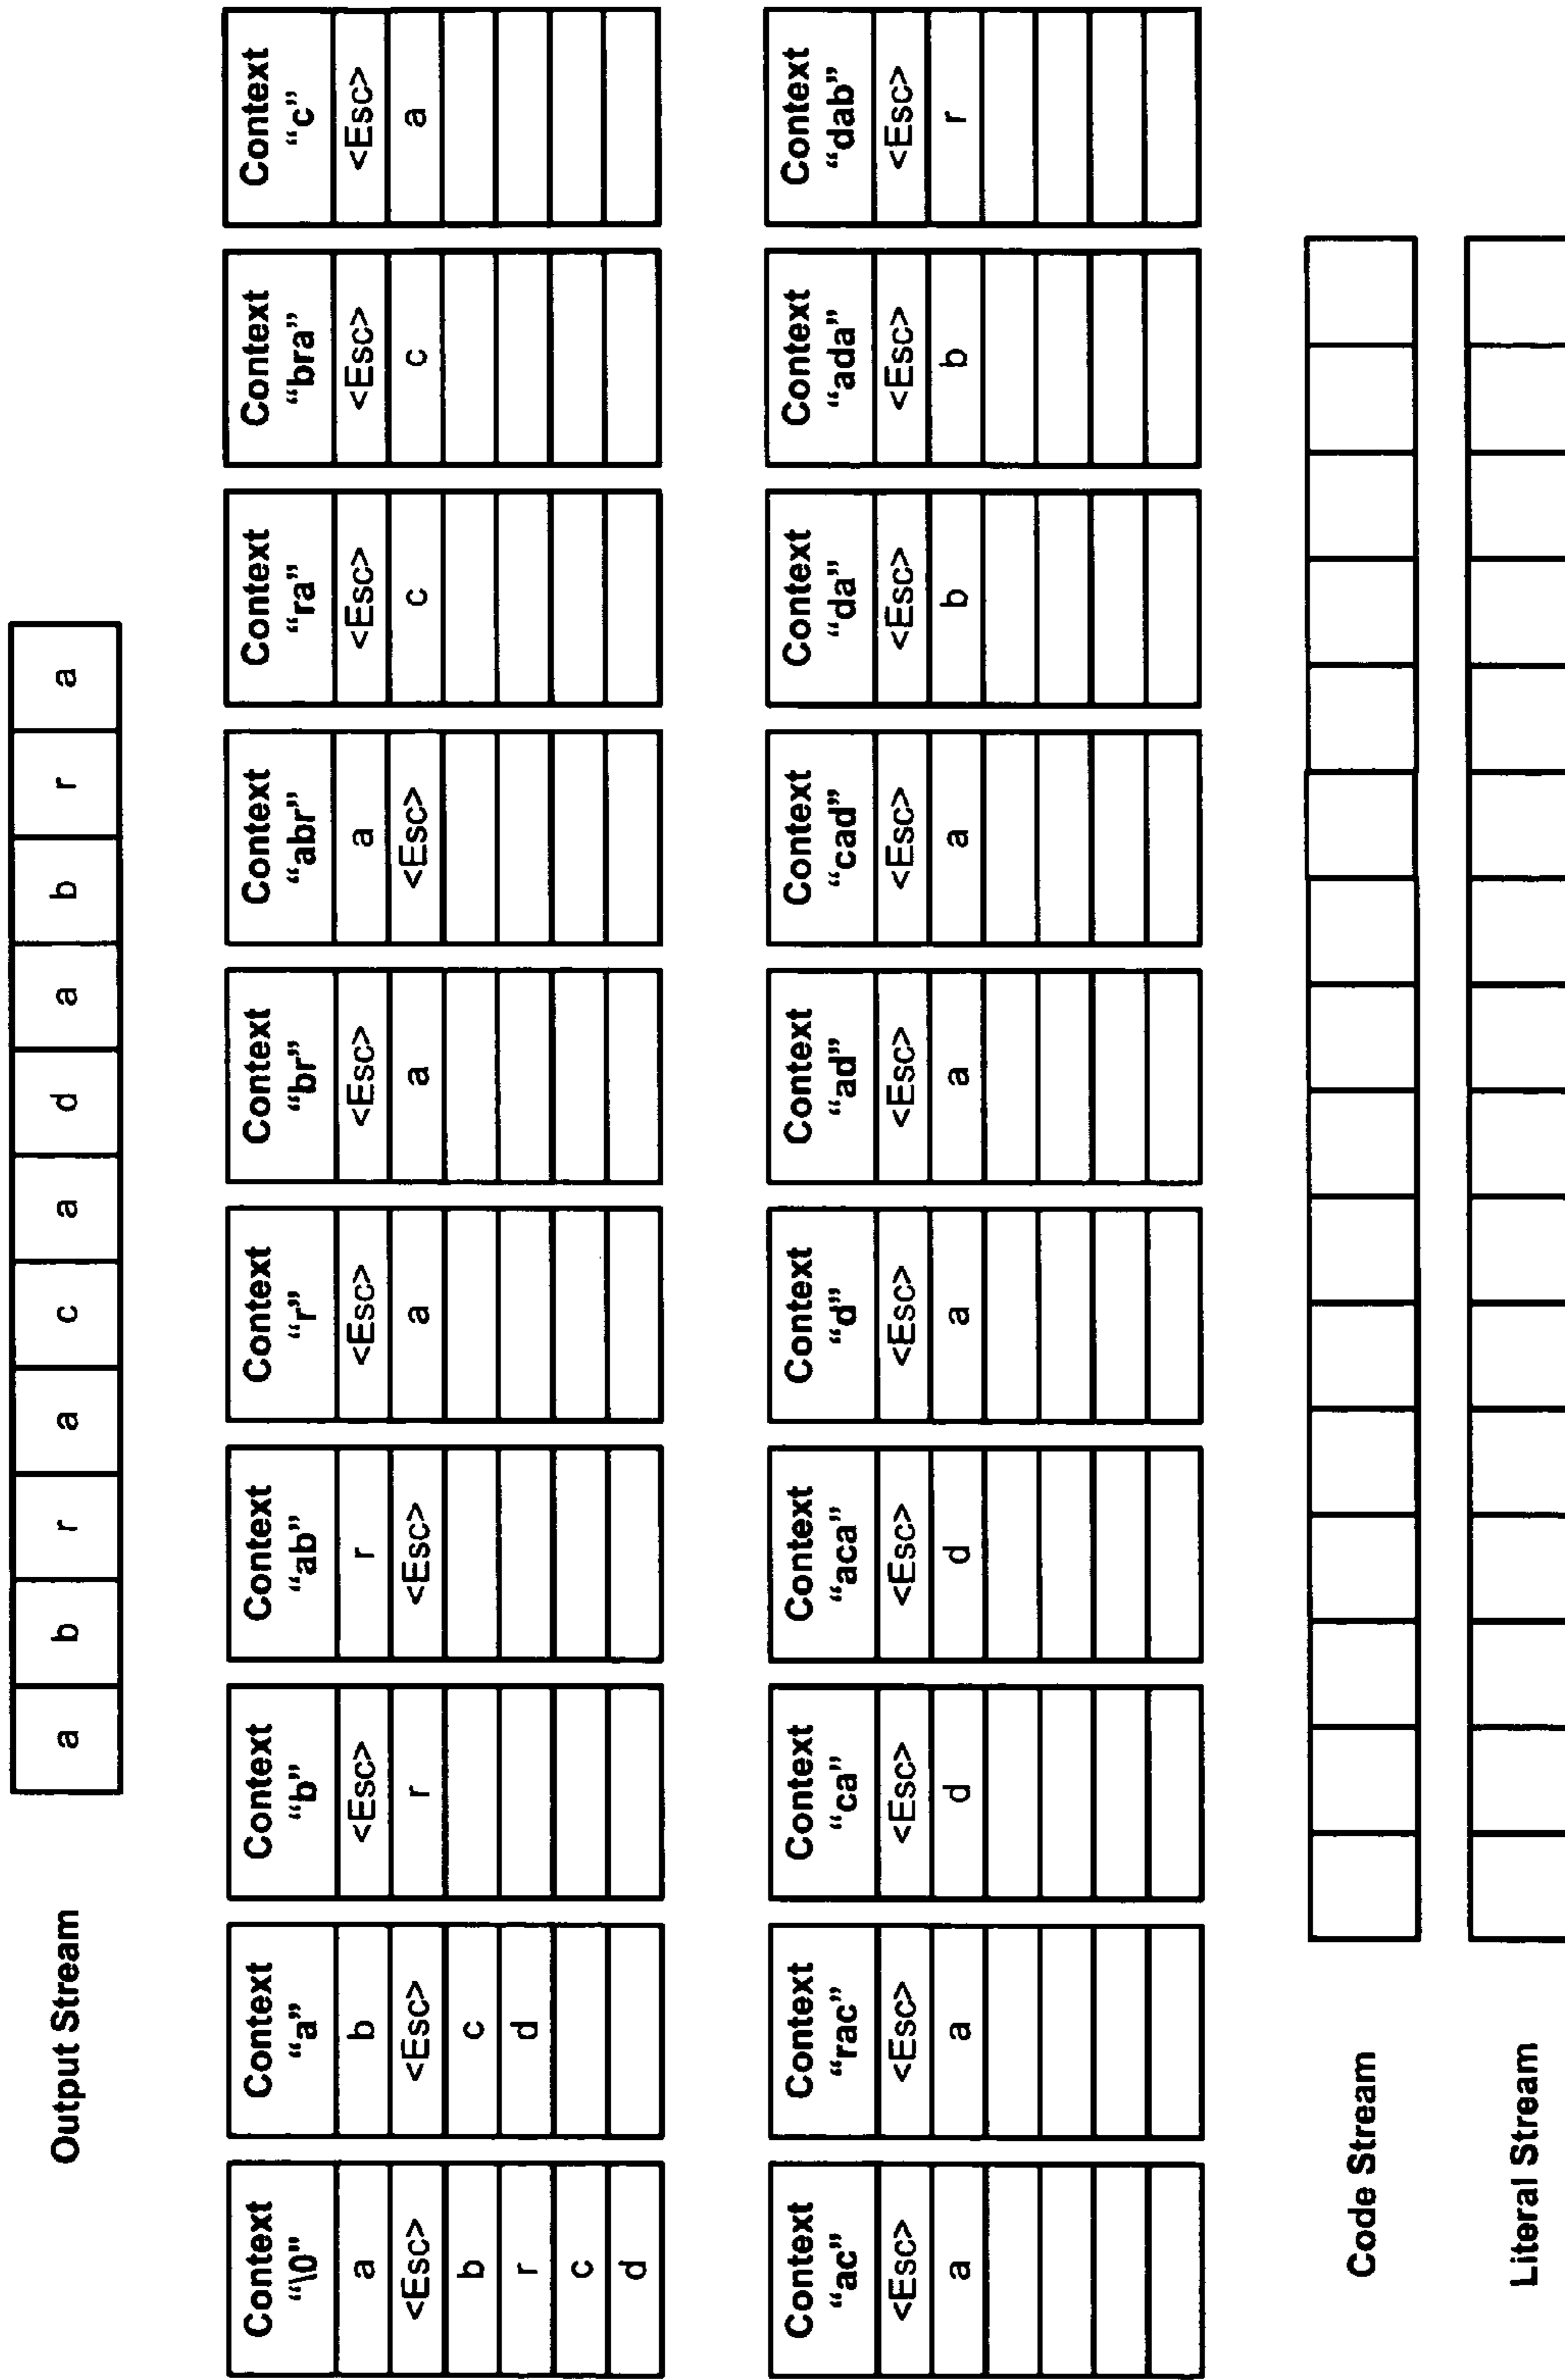 Output Stream
a b r a c a d a b r a
Context "\0"
a
<Esc>
b
r
c
d
Context "a"
b
<Esc>
c
d
Context "b"
<Esc>
r
Context "ab"
r
<Esc>
Context "r"
<Esc>
a
Context "br"
<Esc>
a
Context "abr"
a
<Esc>
Context "ra"
<Esc>
c
Context "bra"
<Esc>
c
Context "c"
<Esc>
a
Context "ac"
<Esc>
a
Context "rac"
<Esc>
a
Context "ca"
<Esc>
d
Context "aca"
<Esc>
d
Context "d"
<Esc>
a
Context "ad"
<Esc>
a
Context "cad"
<Esc>
a
Context "da"
<Esc>
b
Context "ada"
<Esc>
b
Context "dab"
<Esc>
r
Code Stream
Literal Stream